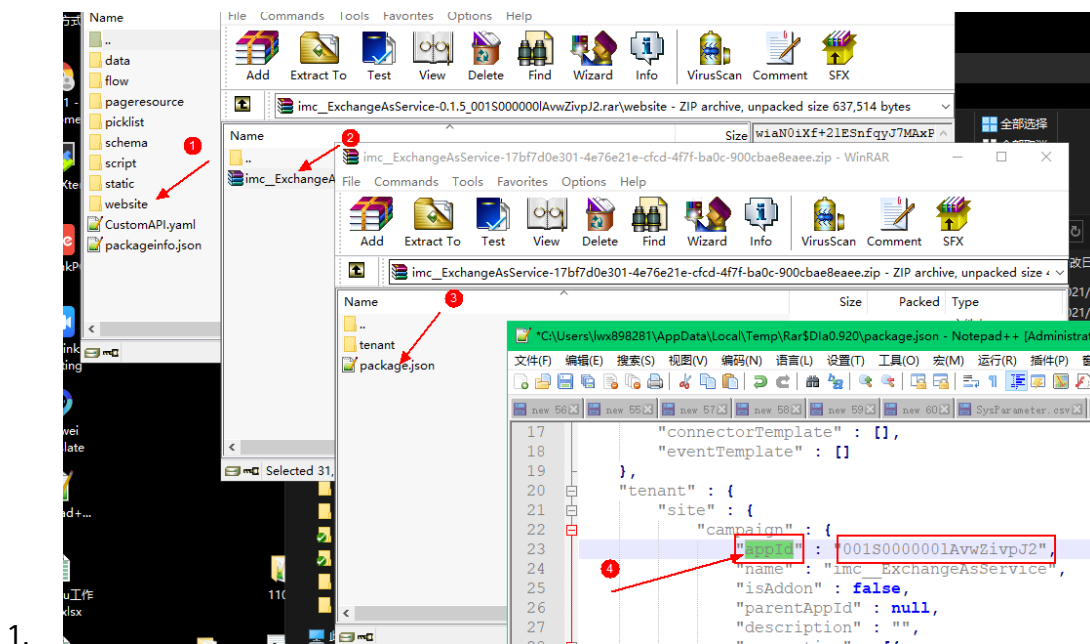 Name
..
data
flow
pageresource
picklist
schema
script
static
website
CustomAPI.yaml
packageinfo.json
1
File Commands Tools Favorites Options Help
Add Extract To Test View Delete Find Wizard Info VirusScan Comment SFX
imc_ExchangeAsService-0.1.5_001S000000lAvwZivpJ2.rar\website - ZIP archive, unpacked size 637,514 bytes
Name Size
wiaN0iXf+2lESnfqyJ7MAxP
2
..
imc__ExchangeA
Selected 31,
全部选择
imc__ExchangeAsService-17bf7d0e301-4e76e21e-cfcd-4f7f-ba0c-900cbae8eaee.zip - WinRAR
File Commands Tools Favorites Options Help
Add Extract To Test View Delete Find Wizard Info VirusScan Comment SFX
imc__ExchangeAsService-17bf7d0e301-4e76e21e-cfcd-4f7f-ba0c-900cbae8eaee.zip - ZIP archive, unpacked size
Name Size Packed Type
3
..
tenant
package.json
*C:\Users\lwx898281\AppData\Local\Temp\Rar$DIa0.920\package.json - Notepad++ [Administra
文件(F) 编辑(E) 搜索(S) 视图(V) 编码(N) 语言(L) 设置(T) 工具(O) 宏(M) 运行(R) 插件(P)
new 56 new 55 new 57 new 58 new 59 new 60 SysParameter.csv
17 "connectorTemplate" : [],
18 "eventTemplate" : []
19 },
20 "tenant" : {
21 "site" : {
22 "campaign" : {
23 "appId" : "001S000000lAvwZivpJ2",
24 "name" : "imc__ExchangeAsService",
25 "isAddon" : false,
26 "parentAppId" : null,
27 "description" : "",
4
1.